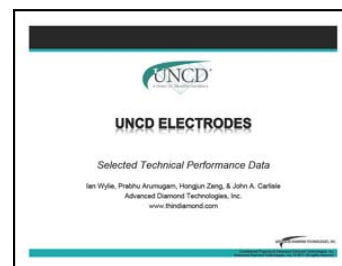 UNCD®
UNCD ELECTRODES
Selected Technical Performance Data
Ian Wylie, Prabhu Arumugam, Hongjun Zeng, & John A. Carlisle
Advanced Diamond Technologies, Inc.
www.thindiamond.com